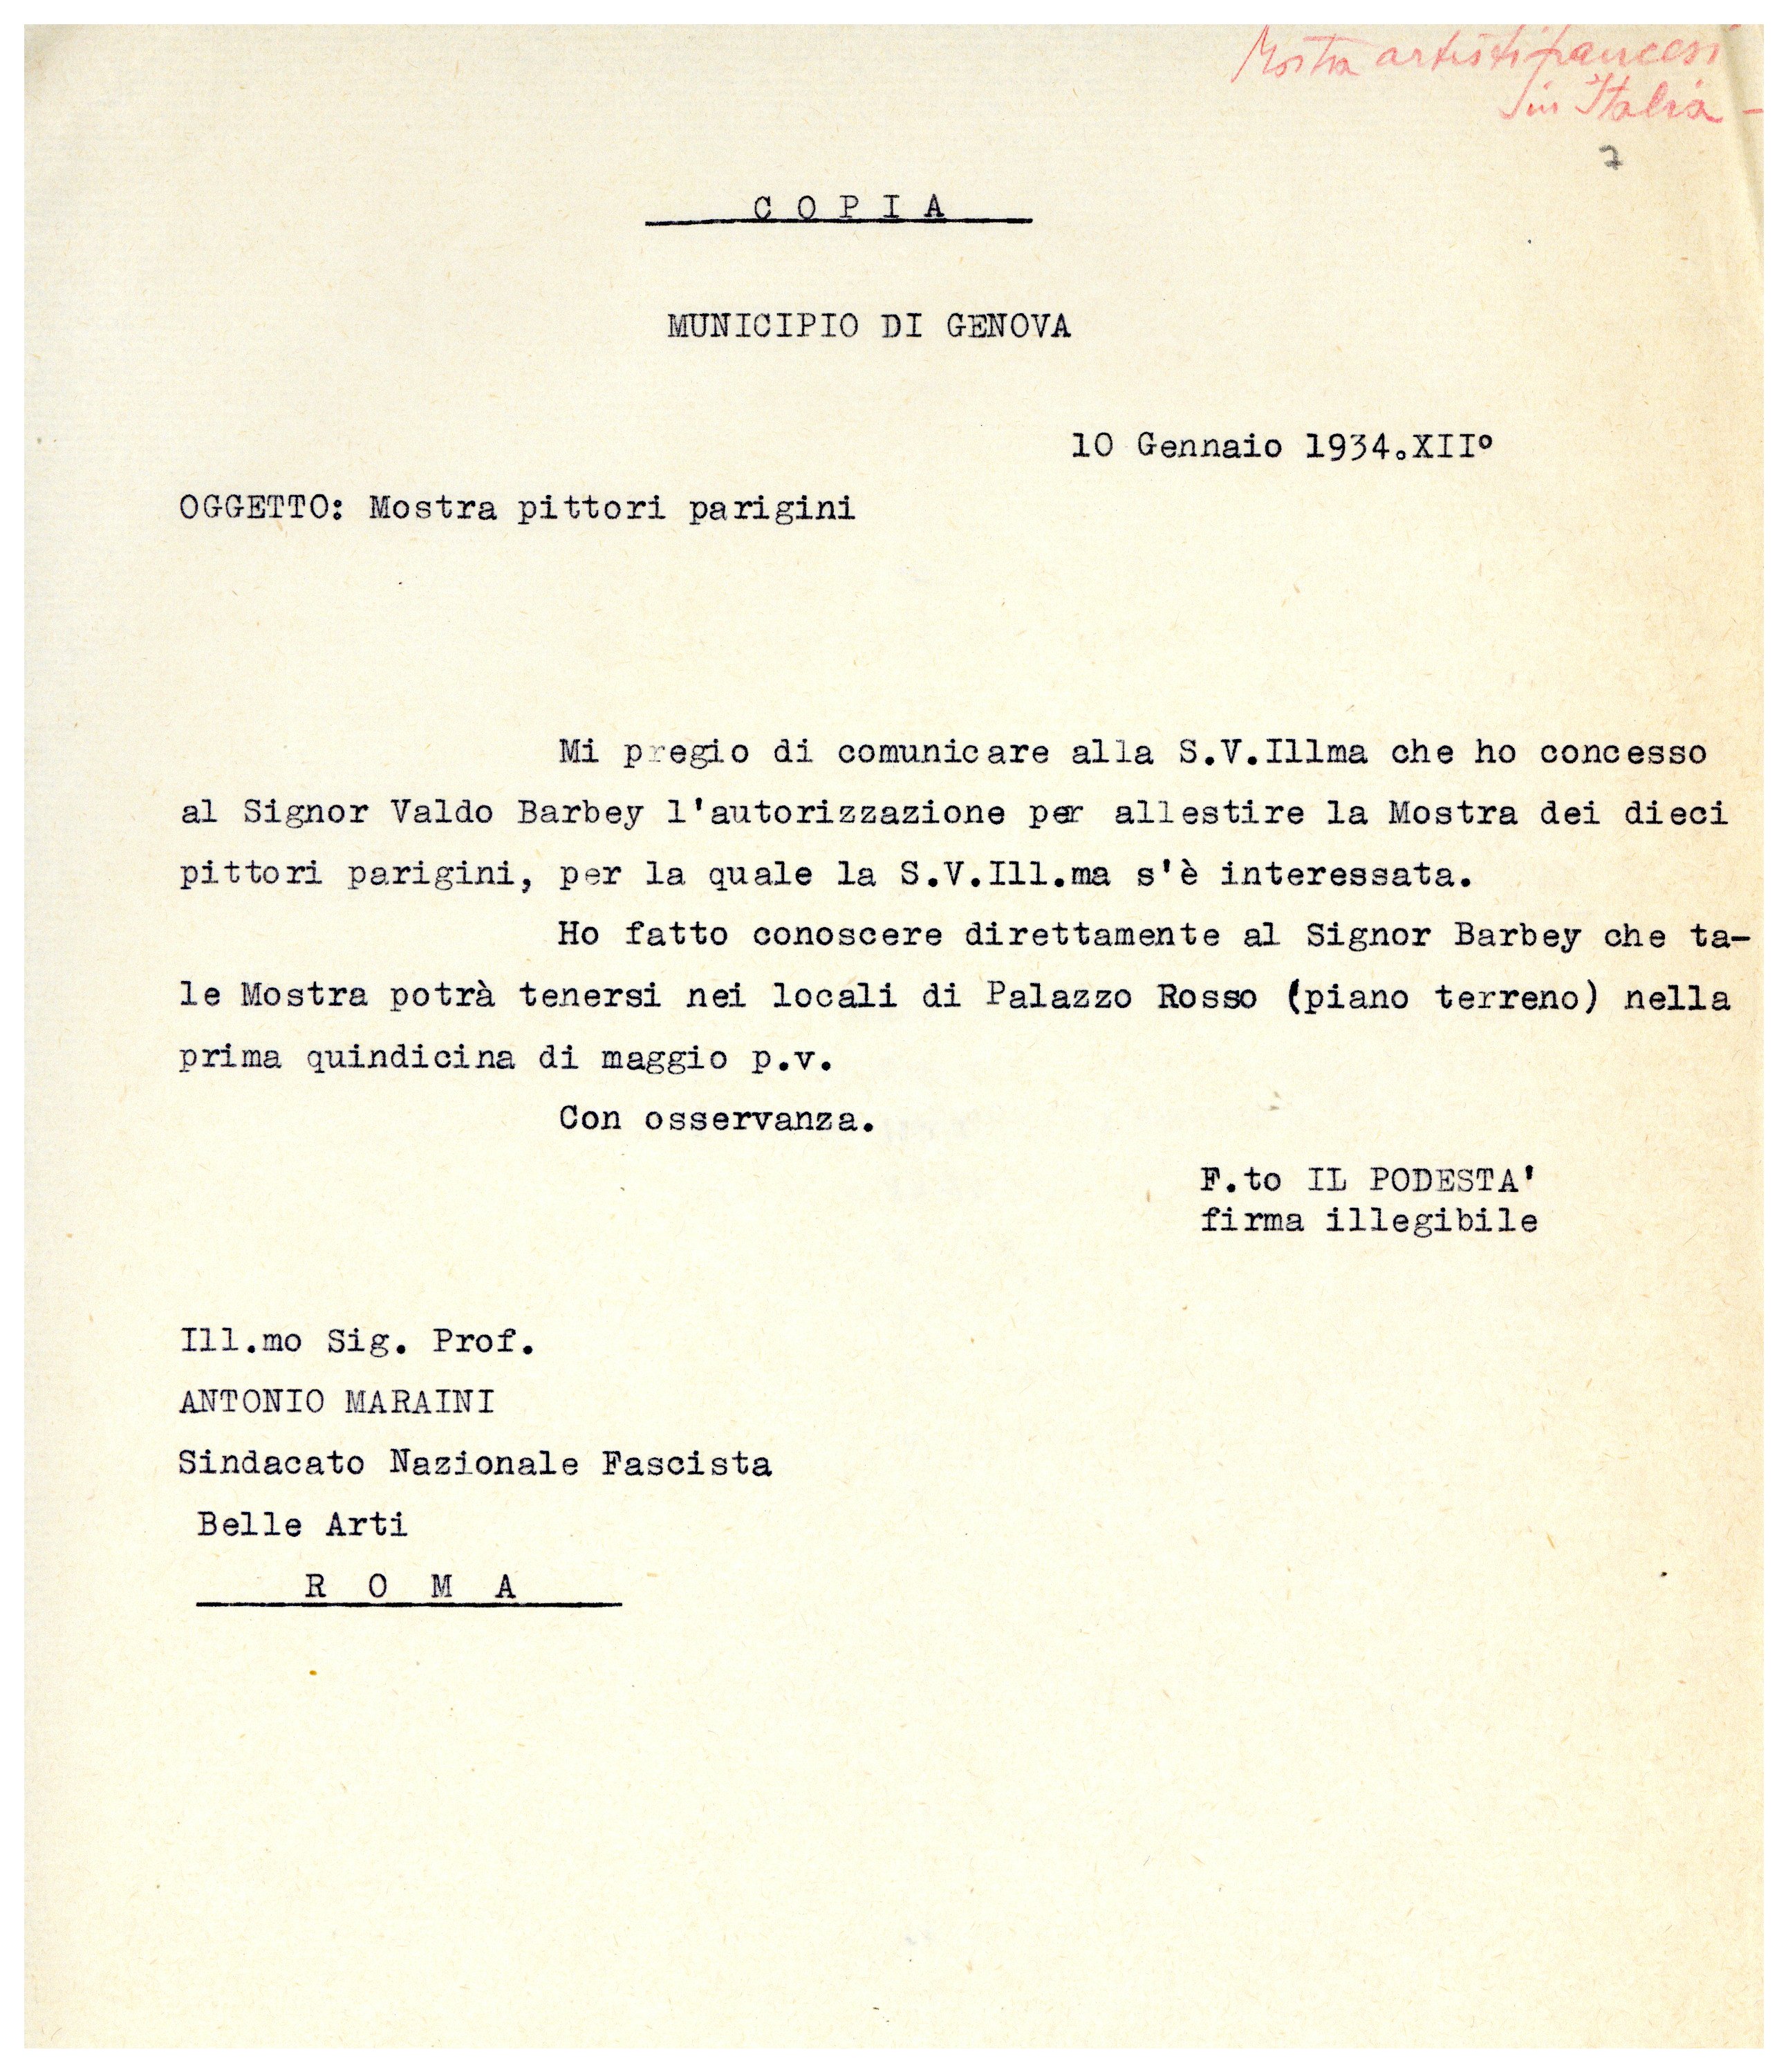 Mostra artisti francesi
in Italia -
7
C O P I A
MUNICIPIO DI GENOVA
10 Gennaio 1934.XII°
OGGETTO: Mostra pittori parigini
Mi pregio di comunicare alla S.V.Illma che ho concesso
al Signor Valdo Barbey l'autorizzazione per allestire la Mostra dei dieci
pittori parigini, per la quale la S.V.Ill.ma s'è interessata.
Ho fatto conoscere direttamente al Signor Barbey che ta-
le Mostra potrà tenersi nei locali di Palazzo Rosso (piano terreno) nella
prima quindicina di maggio p.v.
Con osservanza.
F.to IL PODESTA'
firma illegibile
Ill.mo Sig. Prof.
ANTONIO MARAINI
Sindacato Nazionale Fascista
Belle Arti
R O M A